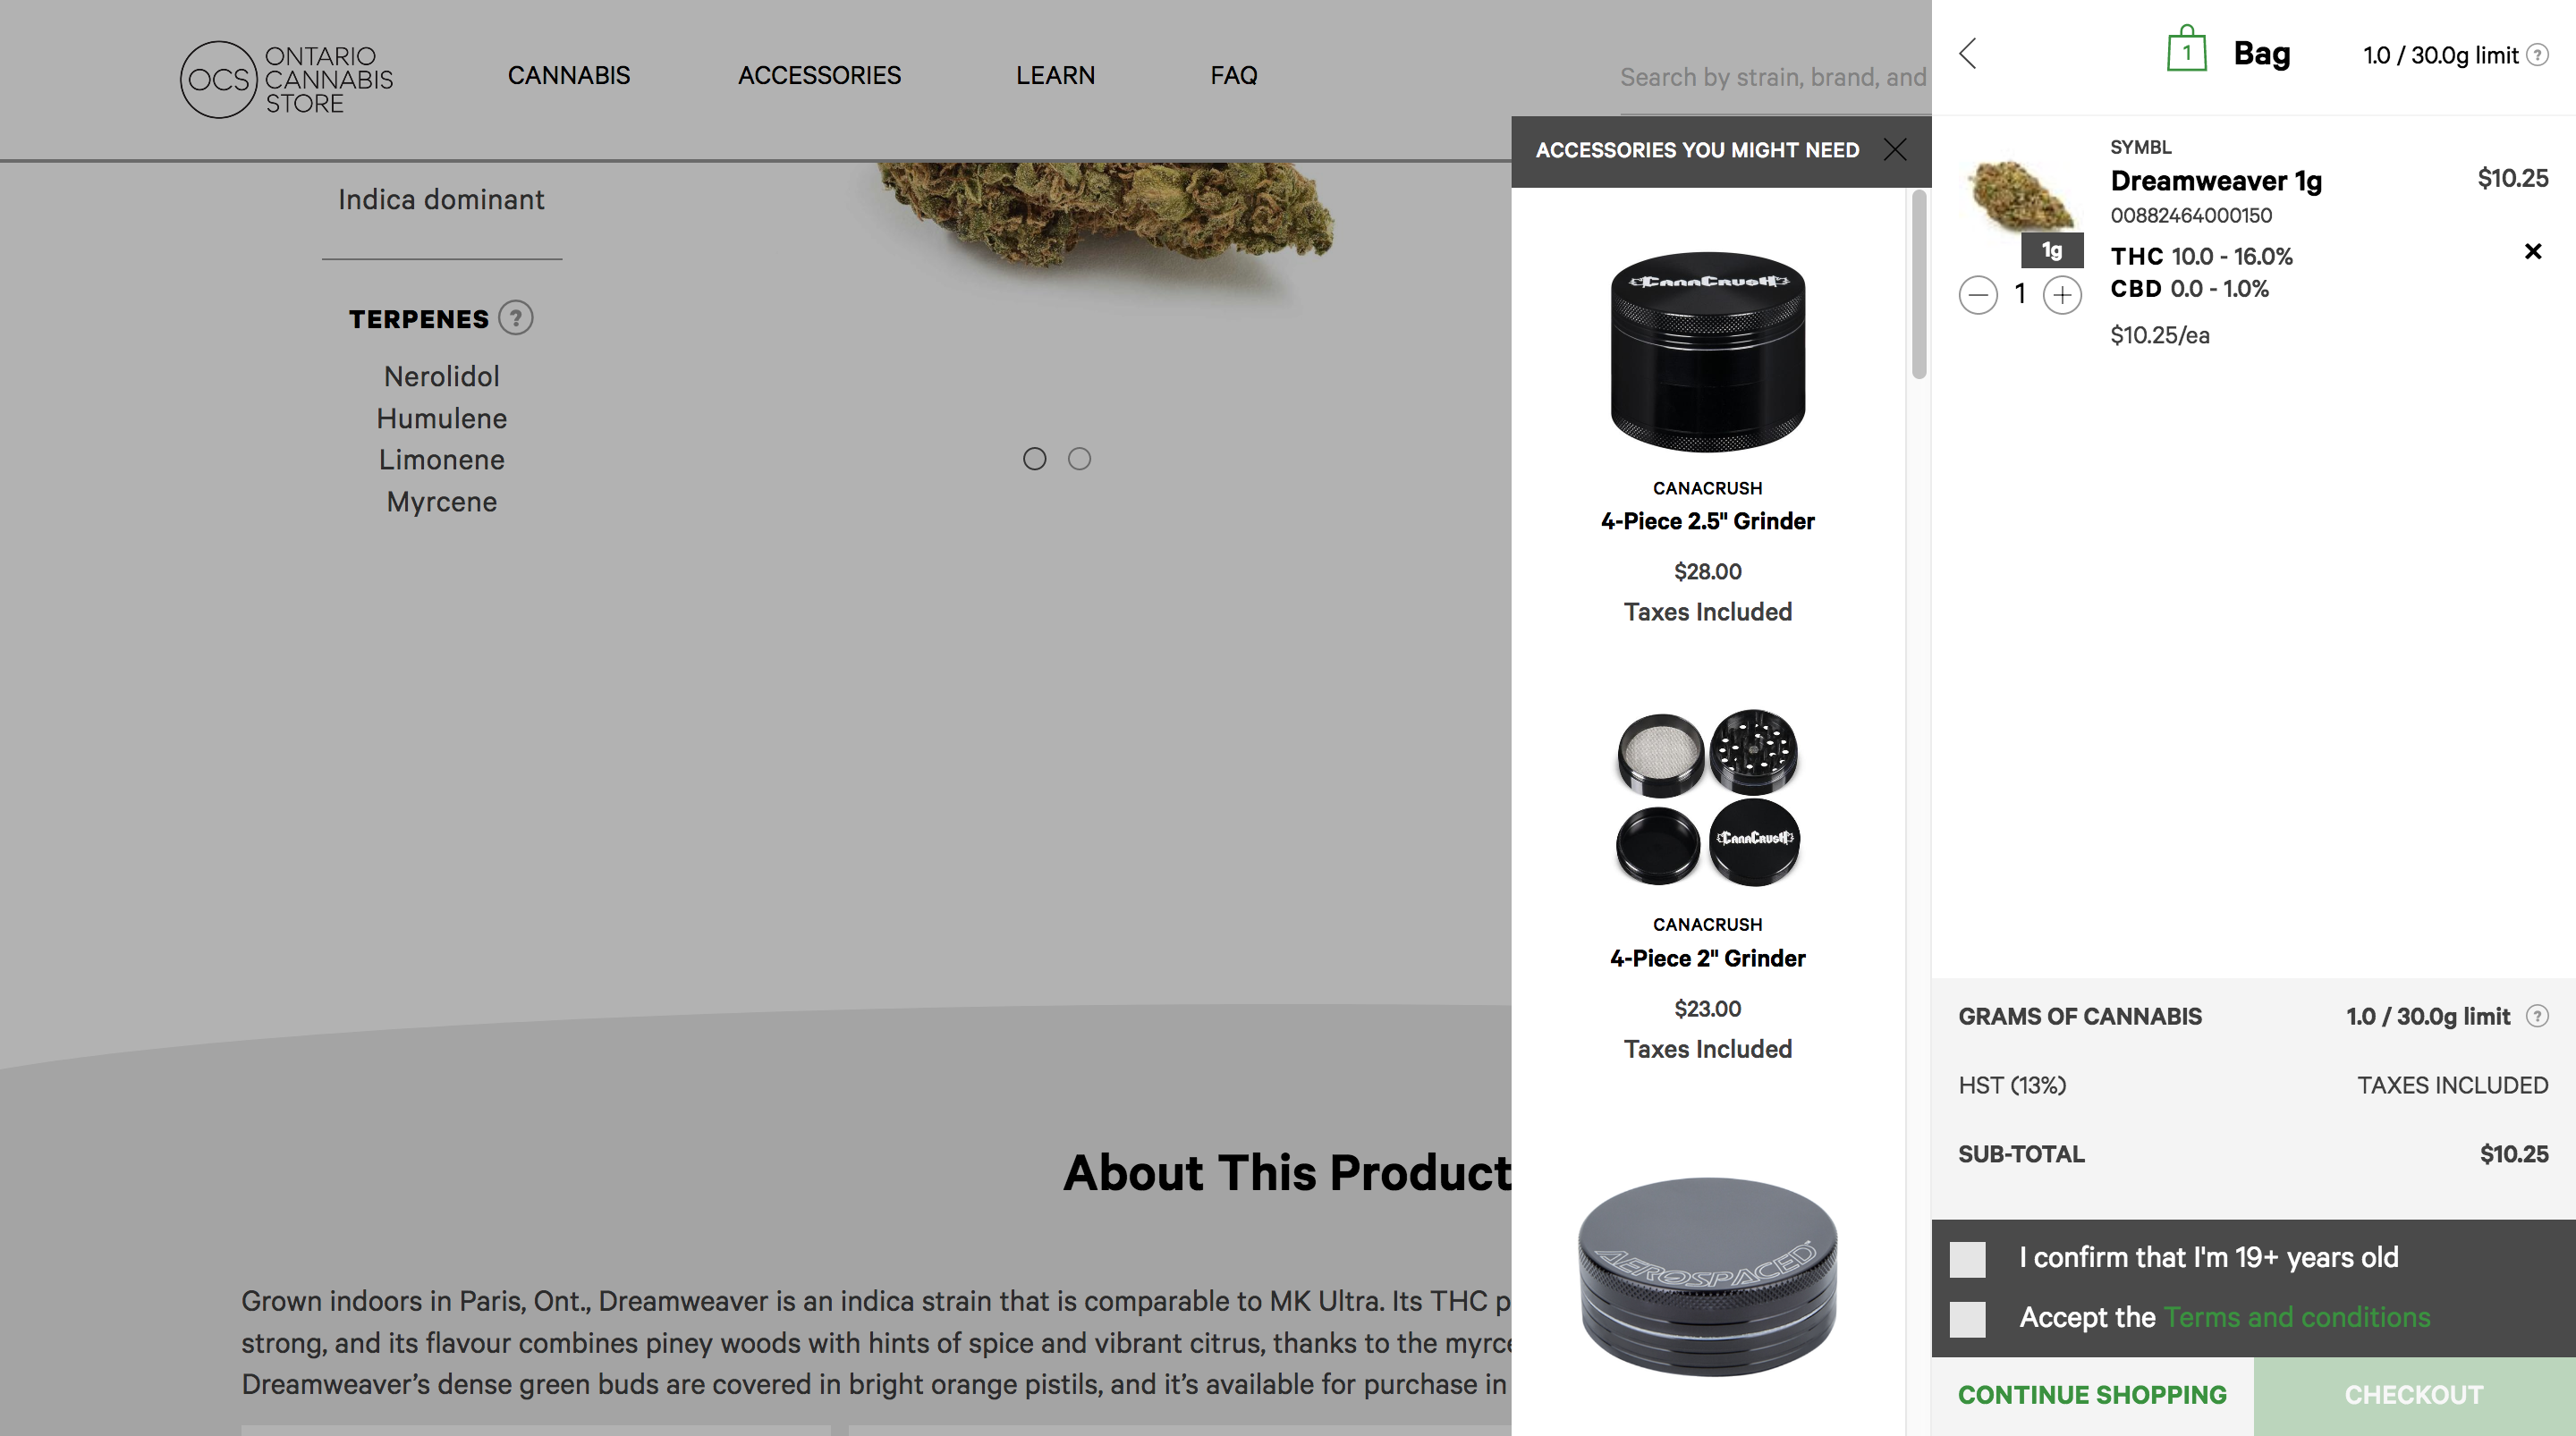 OCS
ONTARIO
CANNABIS
STORE
CANNABIS
ACCESSORIES
LEARN
FAQ
Search by strain, brand, and
Indica dominant
TERPENES ?
Nerolidol
Humulene
Limonene
Myrcene
About This Product
Grown indoors in Paris, Ont., Dreamweaver is an indica strain that is comparable to MK Ultra. Its THC p
strong, and its flavour combines piney woods with hints of spice and vibrant citrus, thanks to the myrce
Dreamweaver’s dense green buds are covered in bright orange pistils, and it’s available for purchase in
ACCESSORIES YOU MIGHT NEED
CANACRUSH
CANACRUSH
4-Piece 2.5" Grinder
$28.00
Taxes Included
CANACRUSH
CANACRUSH
4-Piece 2" Grinder
$23.00
Taxes Included
AEROSPACED
1
Bag
1.0 / 30.0g limit ?
SYMBL
Dreamweaver 1g
$10.25
00882464000150
1g
THC 10.0 - 16.0%
CBD 0.0 - 1.0%
1
$10.25/ea
GRAMS OF CANNABIS
1.0 / 30.0g limit ?
HST (13%)
TAXES INCLUDED
SUB-TOTAL
$10.25
I confirm that I'm 19+ years old
Accept the Terms and conditions
CONTINUE SHOPPING
CHECKOUT